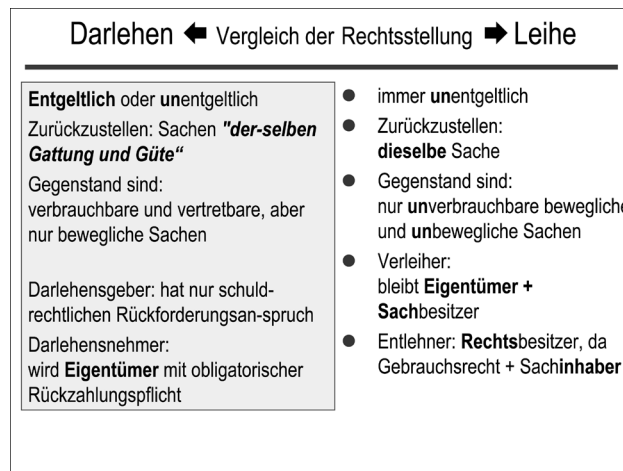 Darlehen 🡸 Vergleich der Rechtsstellung 🡺 Leihe
Entgeltlich oder unentgeltlich
Zurückzustellen: Sachen "der-selben
Gattung und Güte“
Gegenstand sind:
verbrauchbare und vertretbare, aber
nur bewegliche Sachen
Darlehensgeber: hat nur schuld-
rechtlichen Rückforderungsan-spruch
Darlehensnehmer:
wird Eigentümer mit obligatorischer
Rückzahlungspflicht
● immer unentgeltlich
● Zurückzustellen:
dieselbe Sache
● Gegenstand sind:
nur unverbrauchbare bewegliche
und unbewegliche Sachen
● Verleiher:
bleibt Eigentümer +
Sachbesitzer
● Entlehner: Rechtsbesitzer, da
Gebrauchsrecht + Sachinhaber